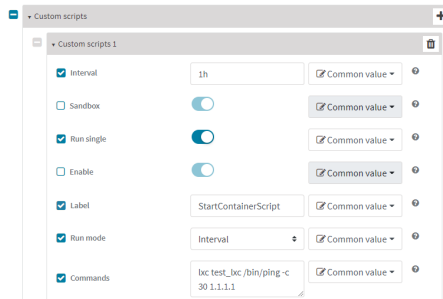 Custom scripts
Custom scripts 1
Interval 1h Common value
Sandbox Common value
Run single Common value
Enable Common value
Label StartContainerScript Common value
Run mode Interval Common value
Commands lxc test_lxc /bin/ping -c Common value
30 1.1.1.1